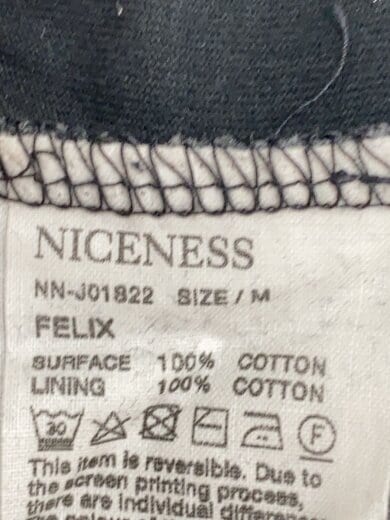 NICENESS
NN-J01822 SIZE / M
FELIX
SURFACE 100% COTTON
LINING 100% COTTON
30 F
This item is reversible. Due to
the screen printing process,
there are individual differen